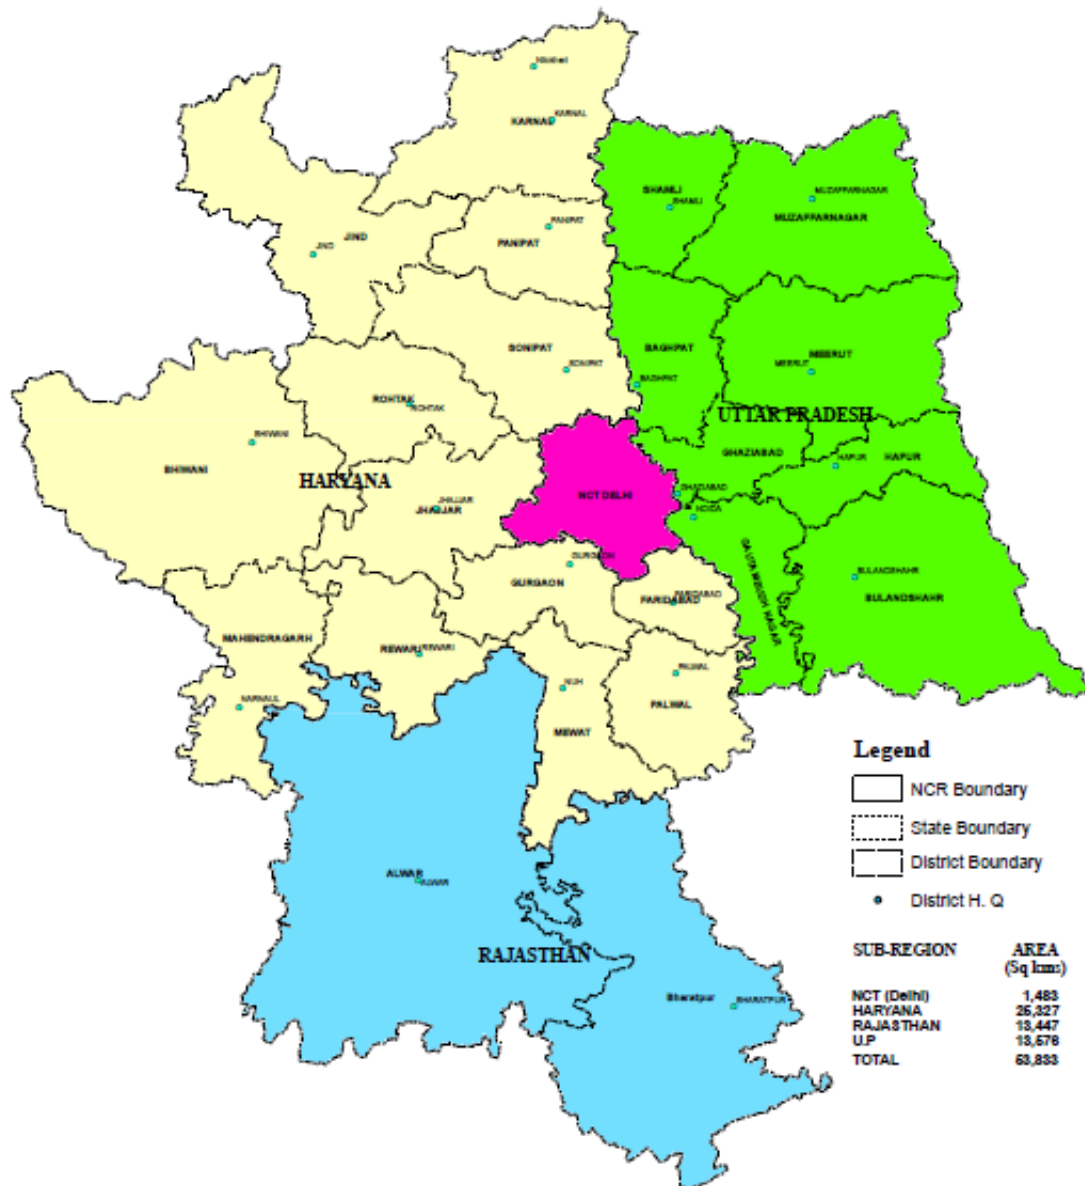 Nilokheri
KARNAL
KARNAL
SHAMLI
SHAMLI
MUZAFFARNAGAR
MUZAFFARNAGAR
PANIPAT
PANIPAT
JIND
JIND
SONIPAT
SONIPAT
BAGHPAT
BAGHPAT
MEERUT
MEERUT
ROHTAK
ROHTAK
UTTAR PRADESH
BHIWANI
BHIWANI
HARYANA
GHAZIABAD
HAPUR
HAPUR
GHAZIABAD
NCT DELHI
JHAJJAR
JHAJJAR
NOIDA
GAUTAM BUDH NAGAR
GURGAON
GURGAON
BULANDSHAHR
BULANDSHAHR
FARIDABAD
FARIDABAD
MAHENDRAGARH
REWARI
REWARI
PALWAL
PALWAL
NUH
MEWAT
NARNAUL
ALWAR
ALWAR
RAJASTHAN
Bharatpur
BHARATPUR
Legend
NCR Boundary
State Boundary
District Boundary
District H. Q
SUB-REGION AREA
(Sq kms)
NCT (Delhi) 1,483
HARYANA 25,327
RAJASTHAN 13,447
U.P 13,576
TOTAL 53,833